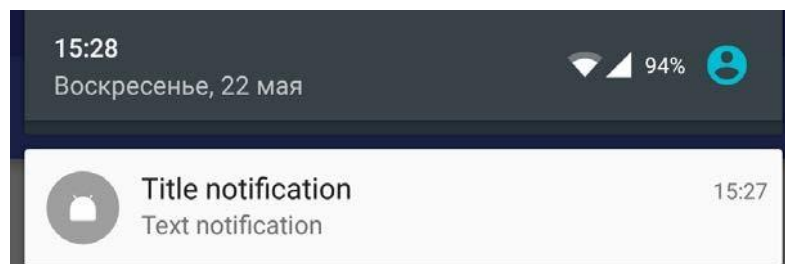 15:28
94%
Воскресенье, 22 мая
Title notification
15:27
Text notification